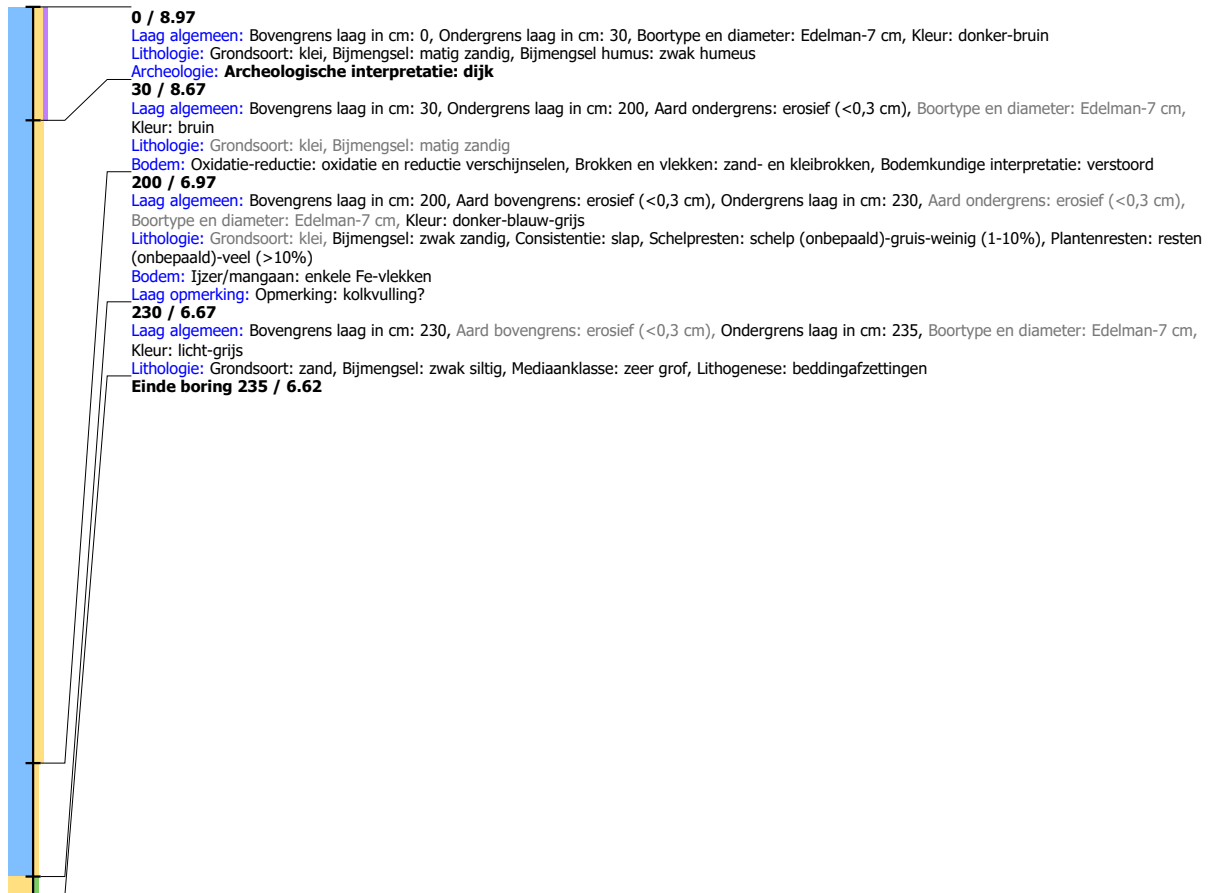 0 / 8.97
Laag algemeen: Bovengrens laag in cm: 0, Ondergrens laag in cm: 30, Boortype en diameter: Edelman-7 cm, Kleur: donker-bruin
Lithologie: Grondsoort: klei, Bijmengsel: matig zandig, Bijmengsel humus: zwak humeus
Archeologie: Archeologische interpretatie: dijk
30 / 8.67
Laag algemeen: Bovengrens laag in cm: 30, Ondergrens laag in cm: 200, Aard ondergrens: erosief (<0,3 cm), Boortype en diameter: Edelman-7 cm,
Kleur: bruin
Lithologie: Grondsoort: klei, Bijmengsel: matig zandig
Bodem: Oxidatie-reductie: oxidatie en reductie verschijnselen, Brokken en vlekken: zand- en kleibrokken, Bodemkundige interpretatie: verstoord
200 / 6.97
Laag algemeen: Bovengrens laag in cm: 200, Aard bovengrens: erosief (<0,3 cm), Ondergrens laag in cm: 230, Aard ondergrens: erosief (<0,3 cm),
Boortype en diameter: Edelman-7 cm, Kleur: donker-blauw-grijs
Lithologie: Grondsoort: klei, Bijmengsel: zwak zandig, Consistentie: slap, Schelpresten: schelp (onbepaald)-gruis-weinig (1-10%), Plantenresten: resten
(onbepaald)-veel (>10%)
Bodem: Ijzer/mangaan: enkele Fe-vlekken
Laag opmerking: Opmerking: kolkvulling?
230 / 6.67
Laag algemeen: Bovengrens laag in cm: 230, Aard bovengrens: erosief (<0,3 cm), Ondergrens laag in cm: 235, Boortype en diameter: Edelman-7 cm,
Kleur: licht-grijs
Lithologie: Grondsoort: zand, Bijmengsel: zwak siltig, Mediaanklasse: zeer grof, Lithogenese: beddingafzettingen
Einde boring 235 / 6.62